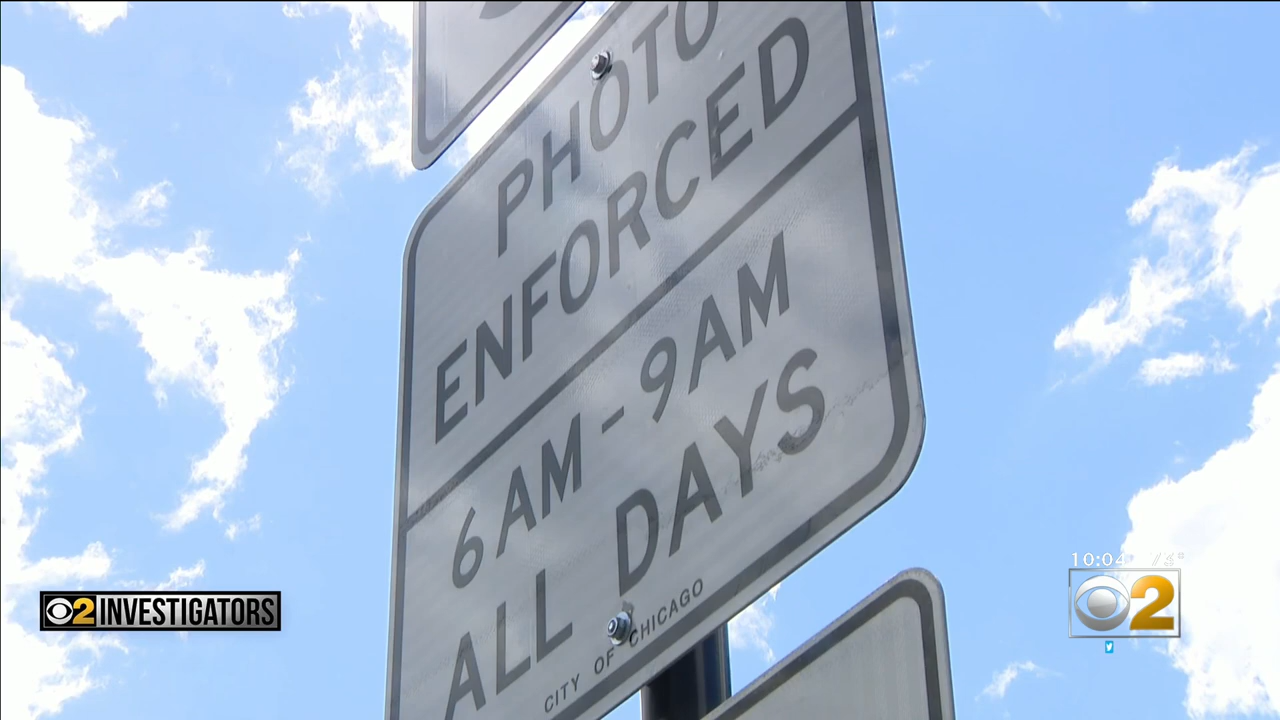 PHOTO
ENFORCED
6AM - 9AM
ALL DAYS
CITY OF CHICAGO
2 INVESTIGATORS
10:04
2